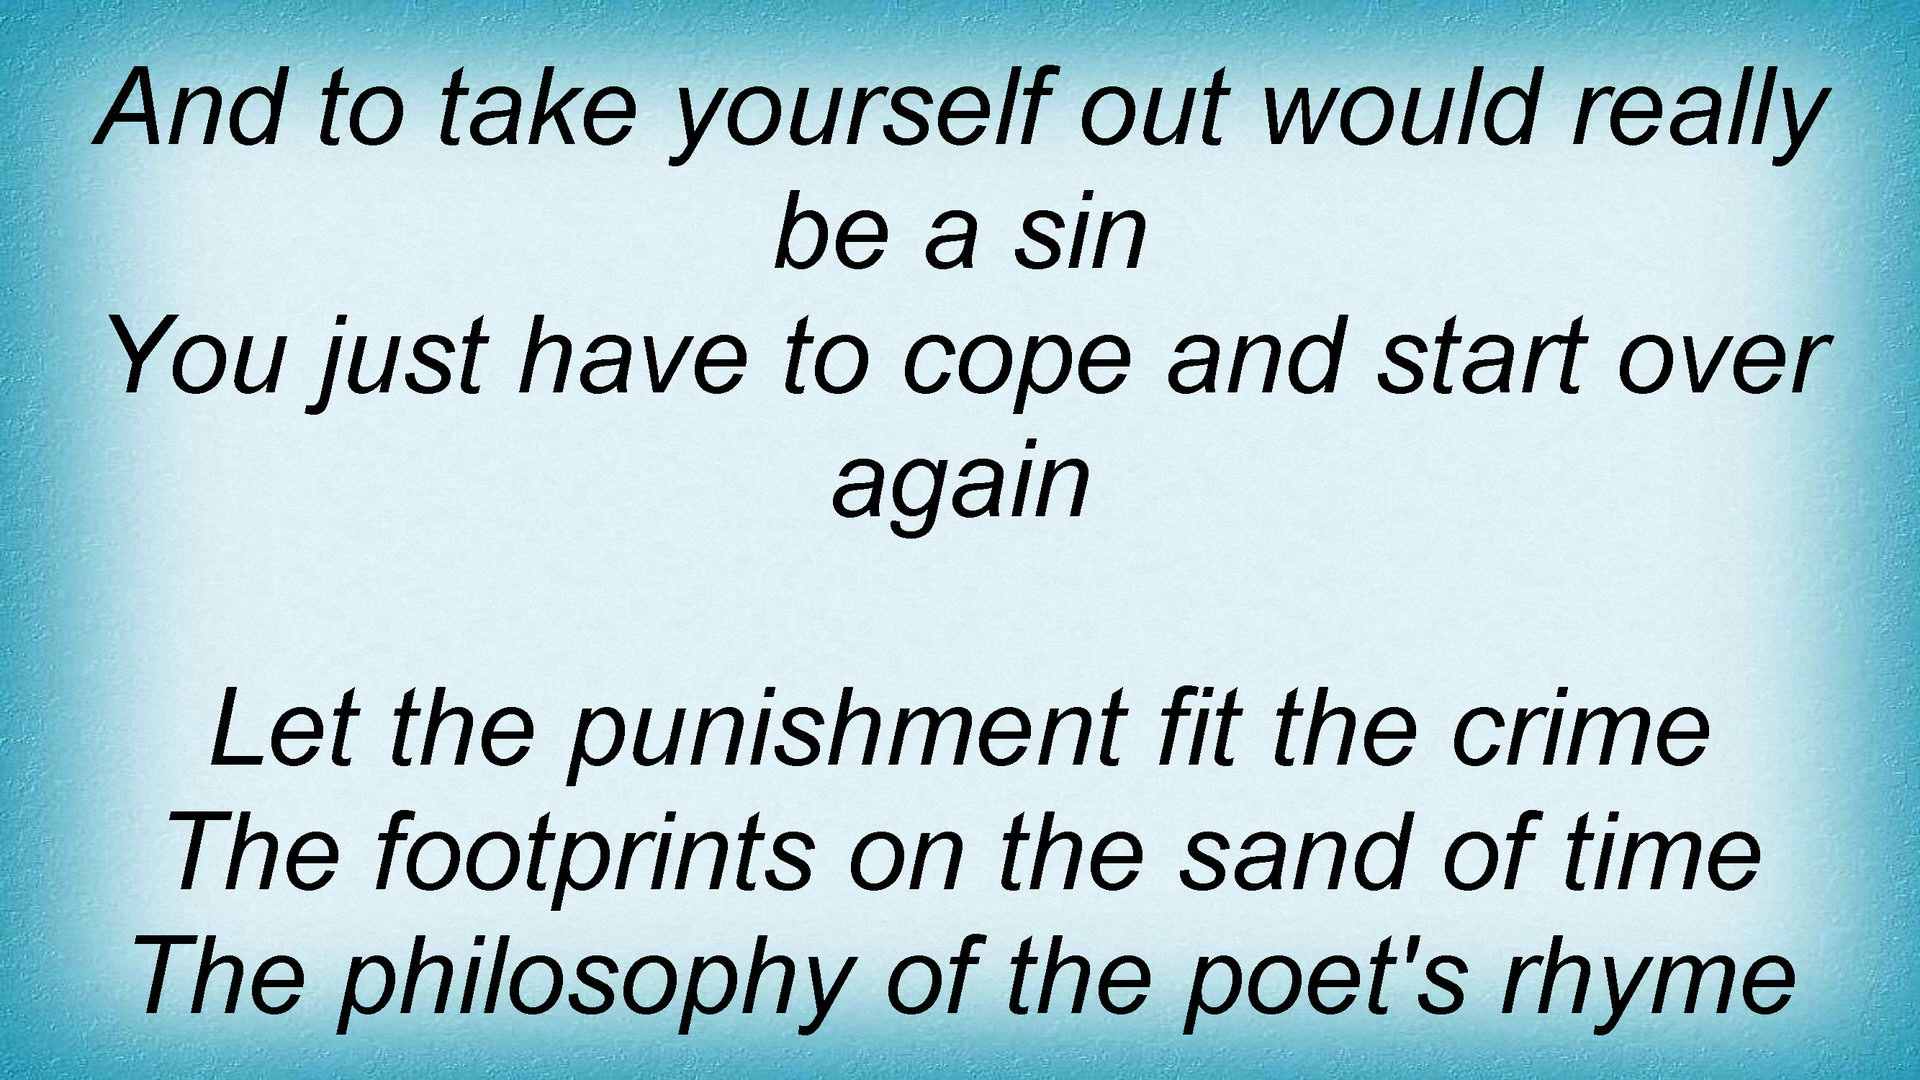 And to take yourself out would really
be a sin
You just have to cope and start over
again
Let the punishment fit the crime
The footprints on the sand of time
The philosophy of the poet's rhyme